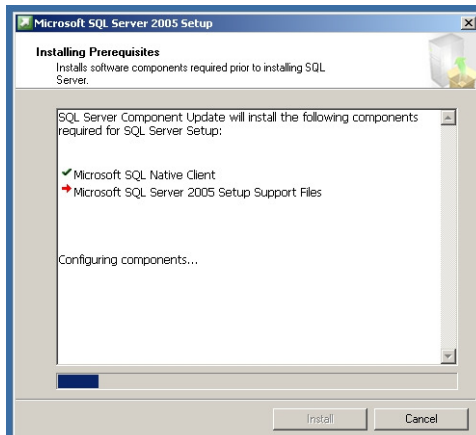 Microsoft SQL Server 2005 Setup
Installing Prerequisites
Installs software components required prior to installing SQL
Server.
SQL Server Component Update will install the following components
required for SQL Server Setup:
Microsoft SQL Native Client
Microsoft SQL Server 2005 Setup Support Files
Configuring components...
Install
Cancel